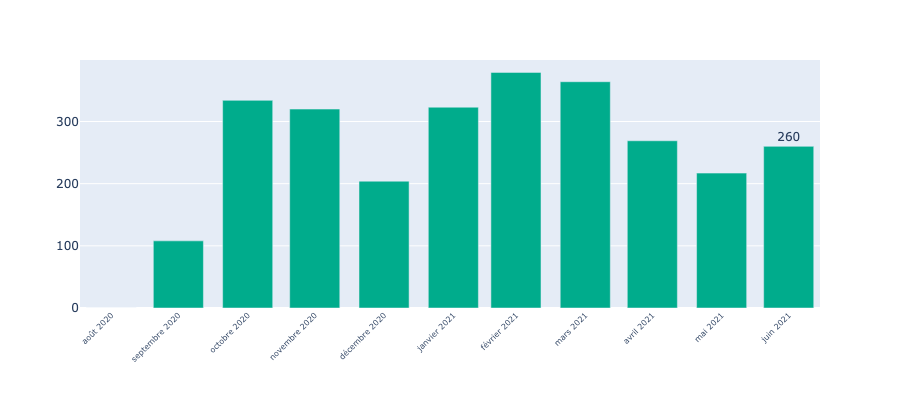 300
200
100
0
260
août 2020
septembre 2020
octobre 2020
novembre 2020
décembre 2020
janvier 2021
février 2021
mars 2021
avril 2021
mai 2021
juin 2021